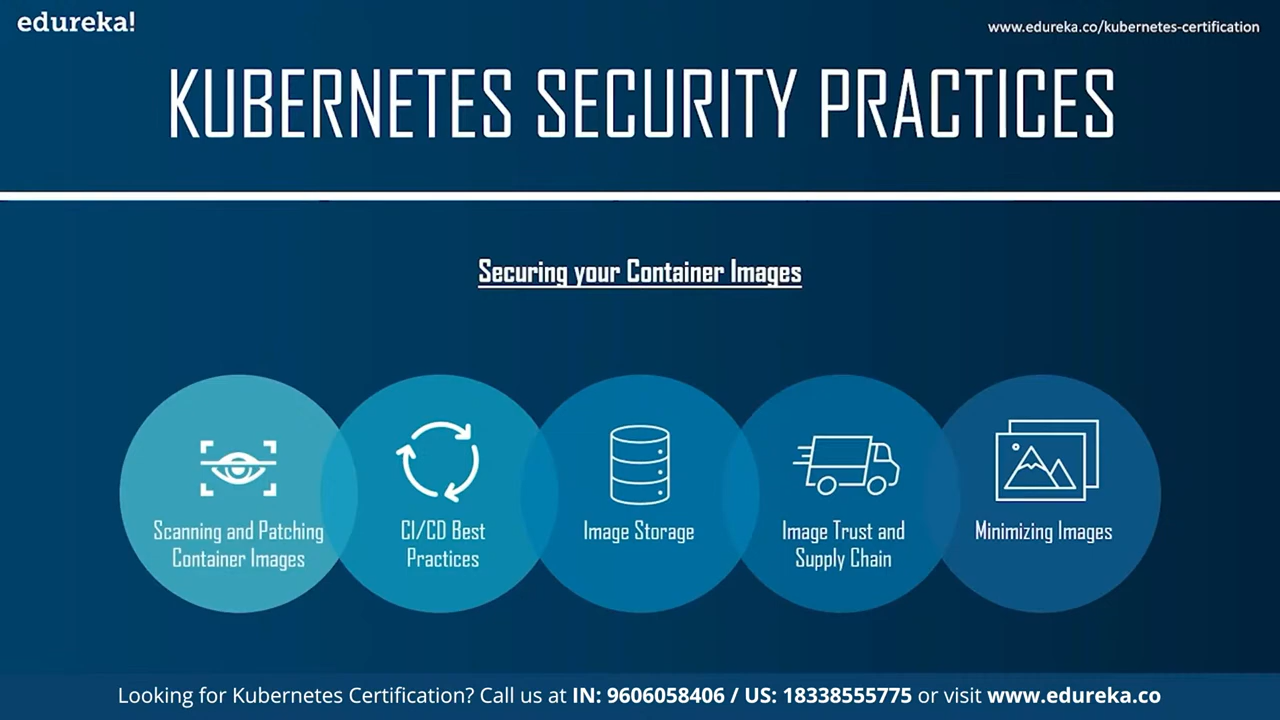 edureka!
www.edureka.co/kubernetes-certification
KUBERNETES SECURITY PRACTICES
Securing your Container Images
Scanning and Patching
Container Images
CI/CD Best
Practices
Image Storage
Image Trust and
Supply Chain
Minimizing Images
Looking for Kubernetes Certification? Call us at IN: 9606058406 / US: 18338555775 or visit www.edureka.co